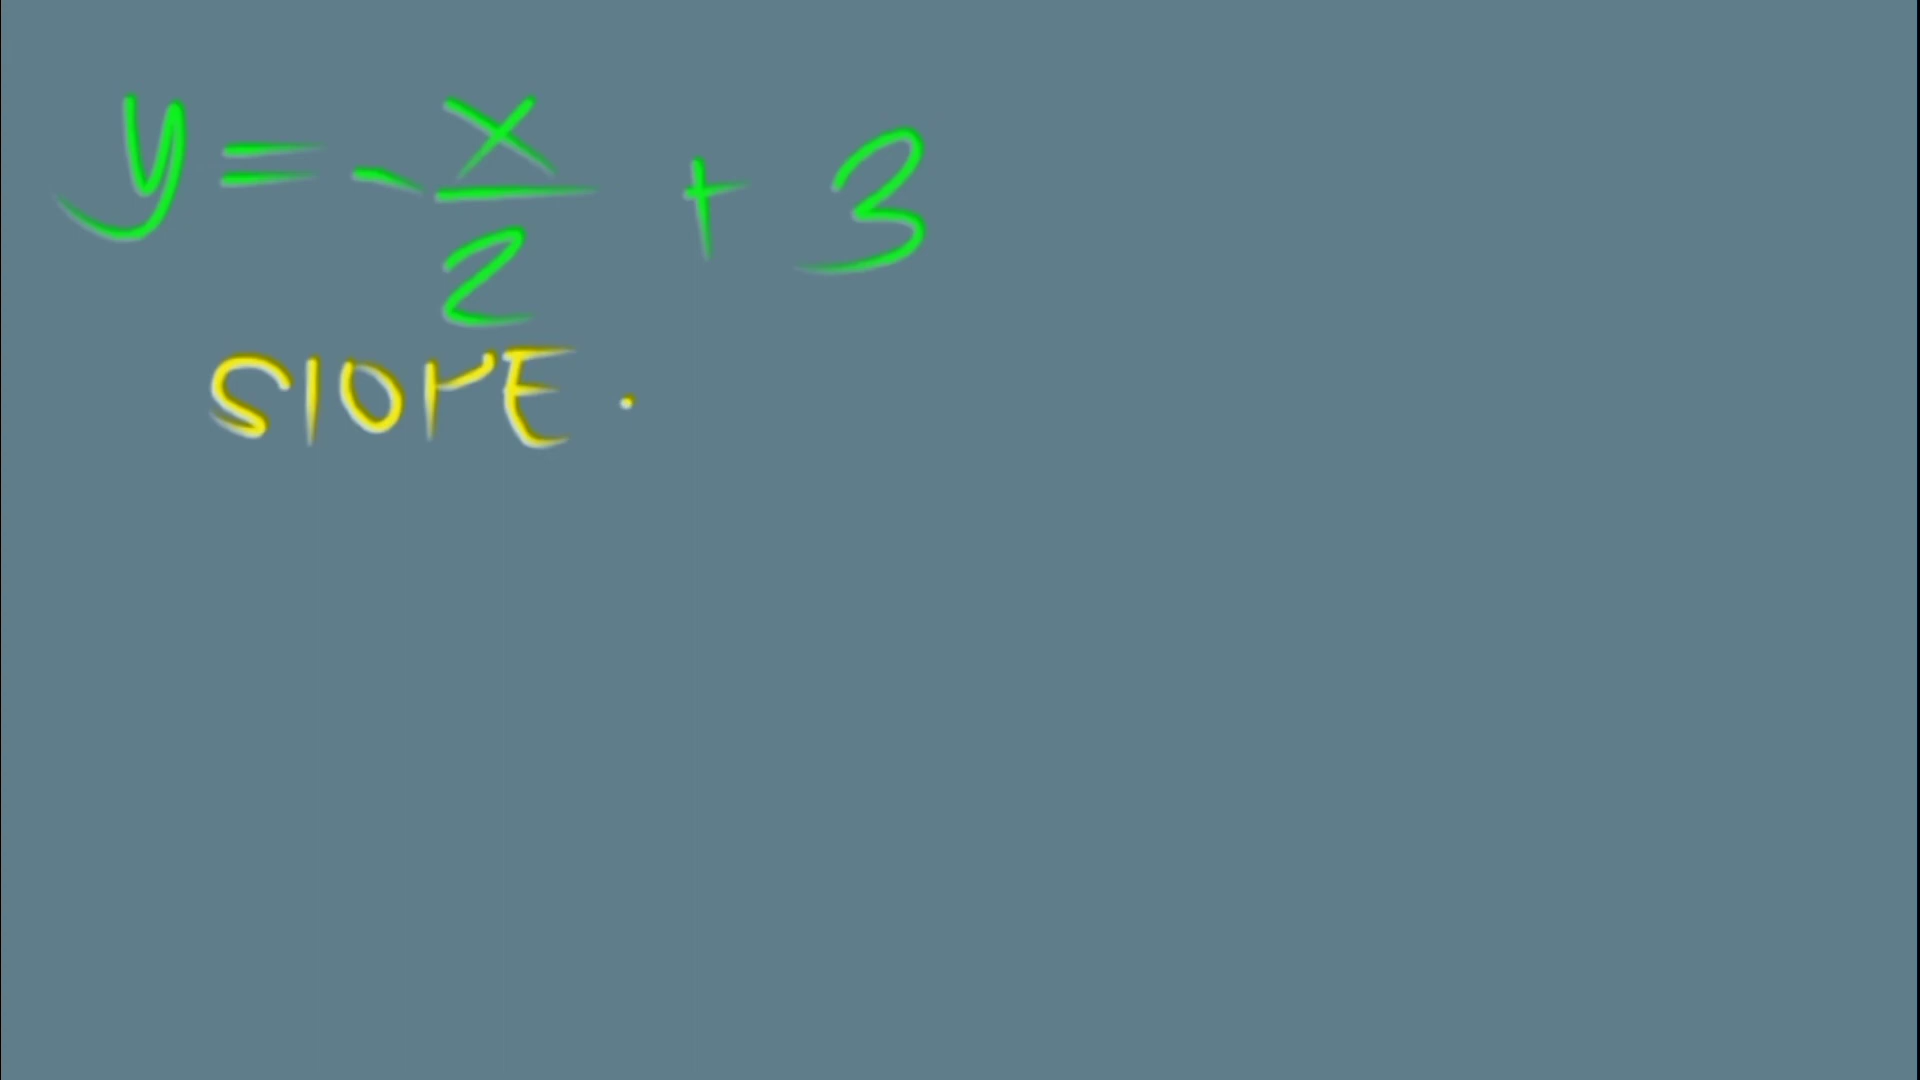 y = -x/2 + 3
SlOPE.